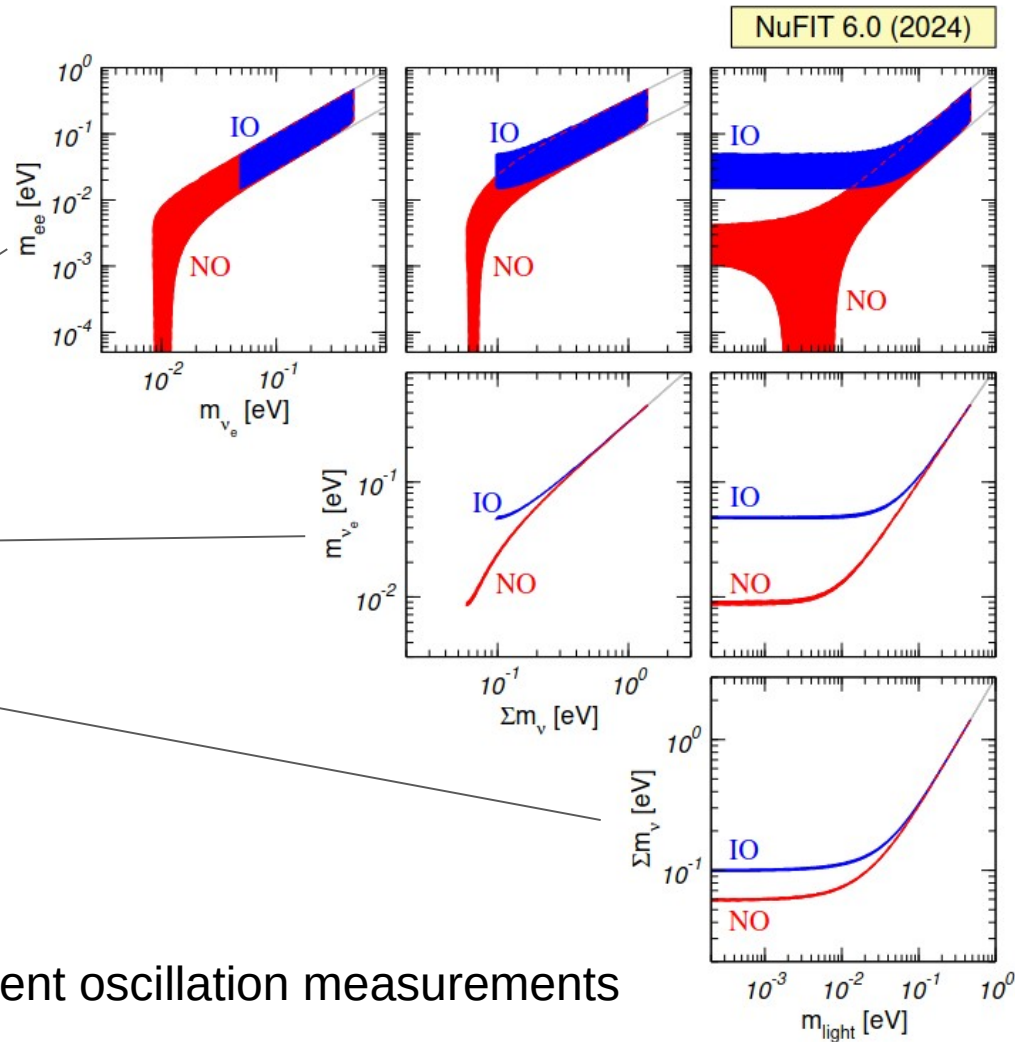 NuFIT 6.0 (2024)
10^0
10^-1
10^-2
10^-3
10^-4
m_ee [eV]
IO
NO
IO
NO
IO
NO
10^-2
10^-1
m_ν_e [eV]
10^-1
10^-2
m_ν_e [eV]
IO
NO
IO
NO
10^-1
10^0
Σm_ν [eV]
10^0
10^-1
Σm_ν [eV]
IO
NO
ent oscillation measurements
10^-3
10^-2
10^-1
10^0
m_light [eV]